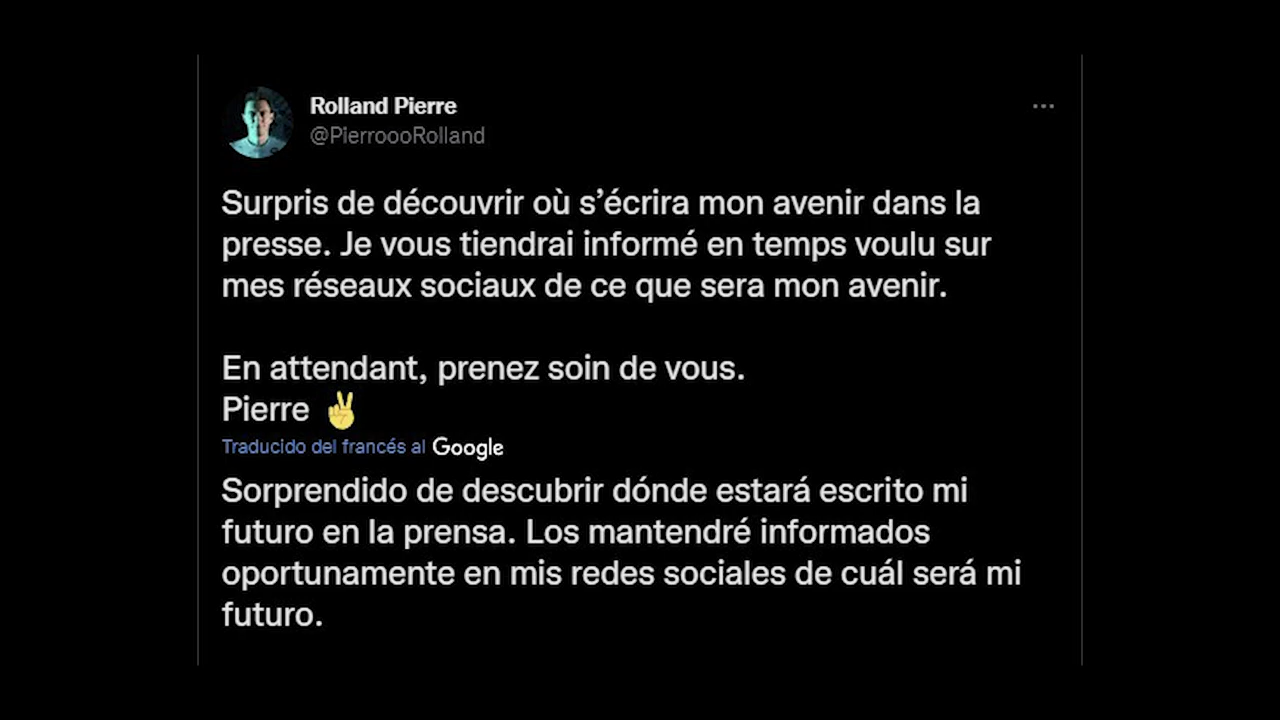 Rolland Pierre
@PierroooRolland
Surpris de découvrir où s’écrira mon avenir dans la
presse. Je vous tiendrai informé en temps voulu sur
mes réseaux sociaux de ce que sera mon avenir.
En attendant, prenez soin de vous.
Pierre ✌
Traducido del francés al Google
Sorprendido de descubrir dónde estará escrito mi
futuro en la prensa. Los mantendré informados
oportunamente en mis redes sociales de cuál será mi
futuro.